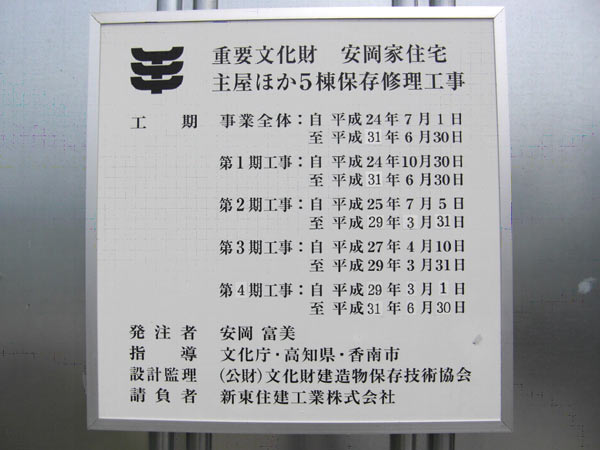 重要文化財 安岡家住宅
主屋ほか5棟保存修理工事
工期 事業全体：自 平成24年7月1日
至 平成31年6月30日
第1期工事：自 平成24年10月30日
至 平成31年6月30日
第2期工事：自 平成25年7月5日
至 平成29年3月31日
第3期工事：自 平成27年4月10日
至 平成29年3月31日
第4期工事：自 平成29年3月1日
至 平成31年6月30日
発注者 安岡 富美
指導 文化庁・高知県・香南市
設計監理 (公財)文化財建造物保存技術協会
請負者 新東住建工業株式会社